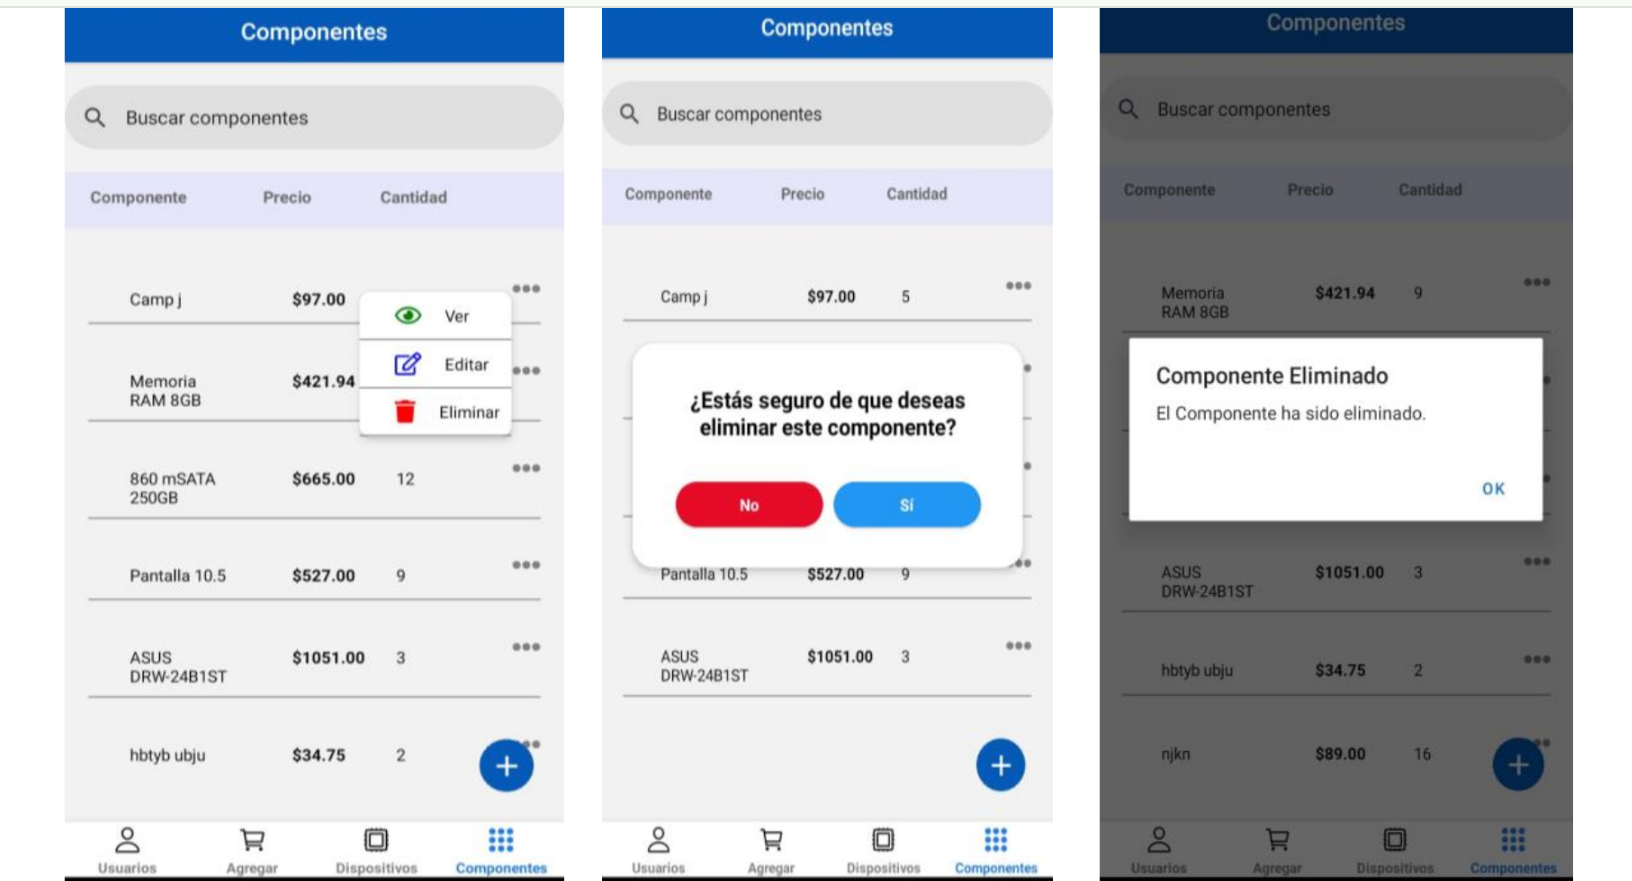 Componentes
Buscar componentes
Componente Precio Cantidad
Camp j $97.00
Ver
Editar
Eliminar
Memoria
RAM 8GB $421.94
860 mSATA
250GB $665.00 12
Pantalla 10.5 $527.00 9
ASUS
DRW-24B1ST $1051.00 3
hbtyb ubju $34.75 2
+
Usuarios Agregar Dispositivos Componentes
Componentes
Buscar componentes
Componente Precio Cantidad
Camp j $97.00 5
¿Estás seguro de que deseas
eliminar este componente?
No Sí
Pantalla 10.5 $527.00 9
ASUS
DRW-24B1ST $1051.00 3
+
Usuarios Agregar Dispositivos Componentes
Componentes
Buscar componentes
Componente Precio Cantidad
Memoria
RAM 8GB $421.94 9
Componente Eliminado
El Componente ha sido eliminado.
OK
ASUS
DRW-24B1ST $1051.00 3
hbtyb ubju $34.75 2
njkn $89.00 16
+
Usuarios Agregar Dispositivos Componentes